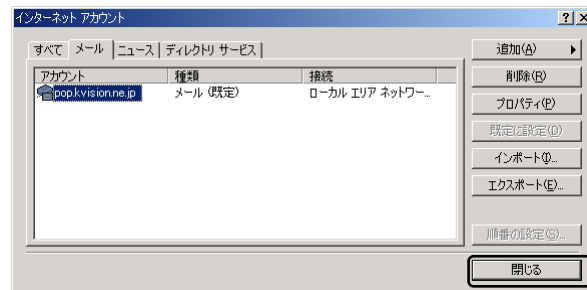 インターネット アカウント
すべて メール ニュース ディレクトリ サービス
アカウント 種類 接続
pop.kvision.ne.jp メール (既定) ローカル エリア ネットワー...
追加(A)
削除(R)
プロパティ(P)
既定に設定(D)
インポート(I)...
エクスポート(E)...
順番の設定(S)...
閉じる